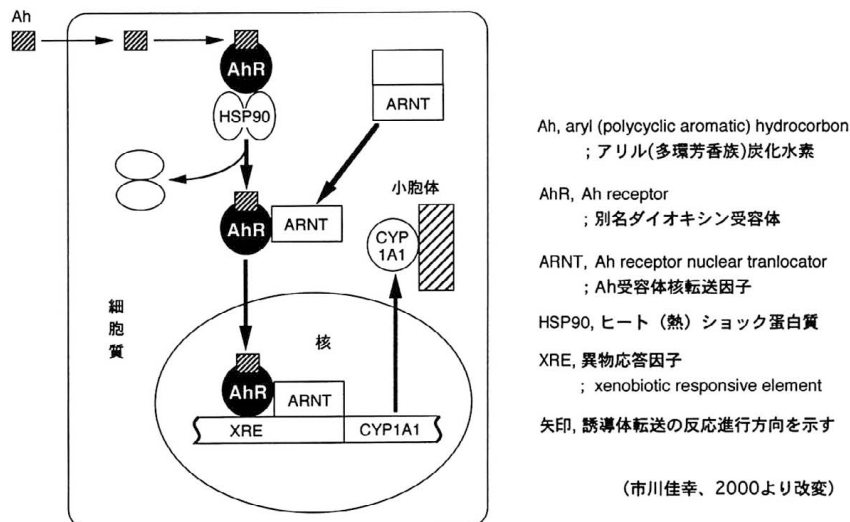 Ah
AhR
HSP90
ARNT
小胞体
AhR
ARNT
CYP
1A1
細胞質
核
AhR
ARNT
XRE
CYP1A1
Ah, aryl (polycyclic aromatic) hydrocorbon
; アリル(多環芳香族)炭化水素
AhR, Ah receptor
; 別名ダイオキシン受容体
ARNT, Ah receptor nuclear tranlocator
; Ah受容体核転送因子
HSP90, ヒート（熱）ショック蛋白質
XRE, 異物応答因子
; xenobiotic responsive element
矢印, 誘導体転送の反応進行方向を示す
（市川佳幸、2000より改変）